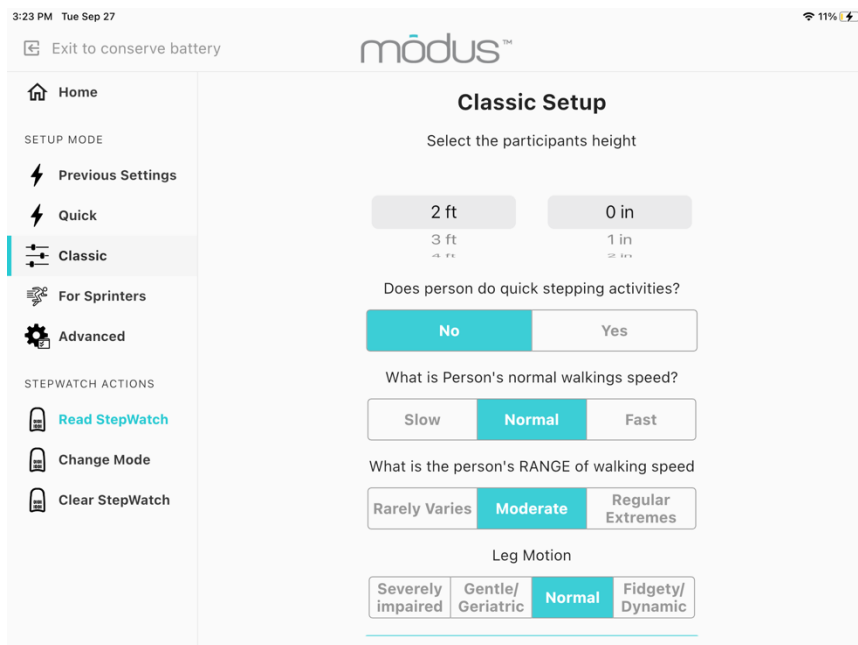 3:23 PM Tue Sep 27
11%
Exit to conserve battery
mōdus™
Home
SETUP MODE
Previous Settings
Quick
Classic
For Sprinters
Advanced
STEPWATCH ACTIONS
Read StepWatch
Change Mode
Clear StepWatch
Classic Setup
Select the participants height
2 ft 0 in
3 ft 1 in
4 ft 2 in
Does person do quick stepping activities?
No Yes
What is Person's normal walkings speed?
Slow Normal Fast
What is the person's RANGE of walking speed
Rarely Varies Moderate Regular Extremes
Leg Motion
Severely impaired Gentle/ Geriatric Normal Fidgety/ Dynamic